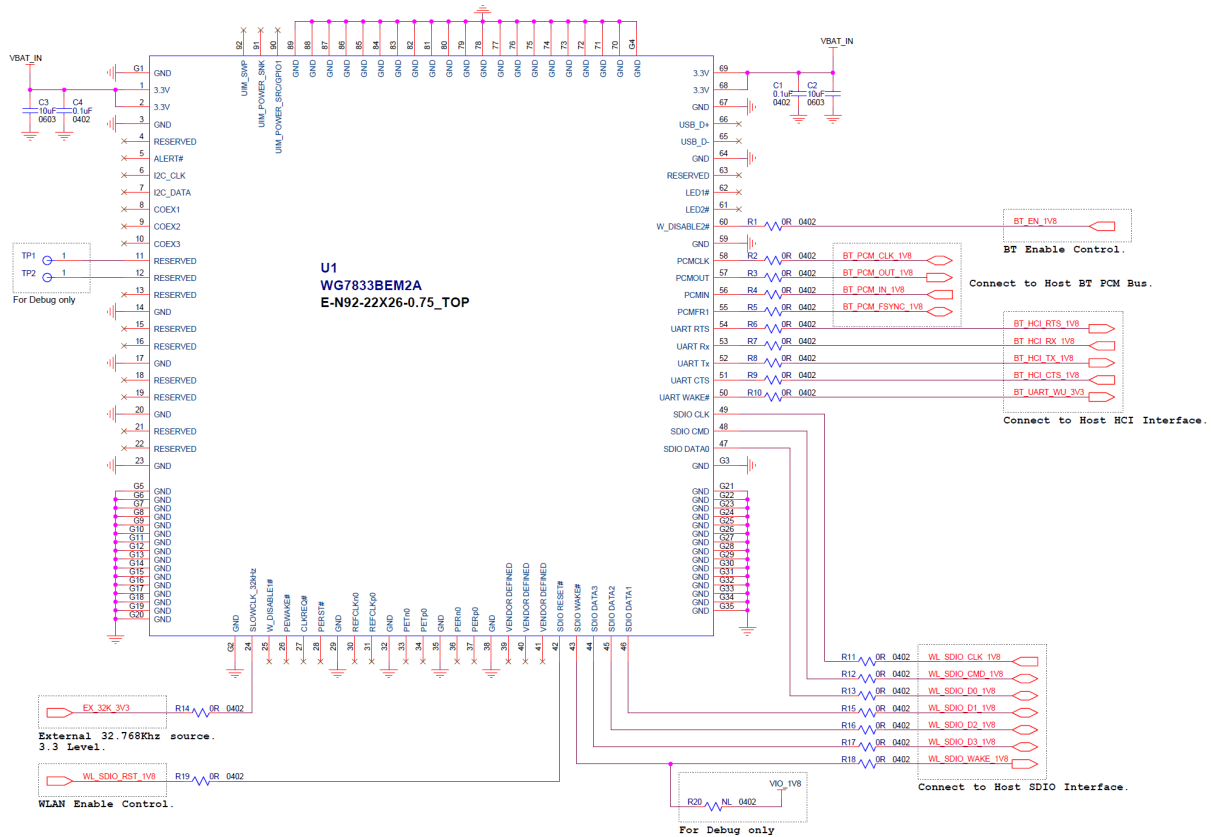 92 91 90 89 88 87 86 85 84 83 82 81 80 79 78 77 76 75 74 73 72 71 70 G4
UIM_SWP
UIM_POWER_SNK
UIM_POWER_SRC/GPIO1
GND GND GND GND GND GND GND GND GND GND GND GND GND GND GND GND GND GND GND GND GND
VBAT_IN
C3
10uF
0603
C4
0.1uF
0402
G1 GND
1 3.3V
2 3.3V
3 GND
4 RESERVED
5 ALERT#
6 I2C_CLK
7 I2C_DATA
8 COEX1
9 COEX2
10 COEX3
11 RESERVED
12 RESERVED
13 RESERVED
14 GND
15 RESERVED
16 RESERVED
17 GND
18 RESERVED
19 RESERVED
20 GND
21 RESERVED
22 RESERVED
23 GND
G5 GND
G6 GND
G7 GND
G8 GND
G9 GND
G10 GND
G11 GND
G12 GND
G13 GND
G14 GND
G15 GND
G16 GND
G17 GND
G18 GND
G19 GND
G20 GND
TP1 1
TP2 1
For Debug only
U1
WG7833BEM2A
E-N92-22X26-0.75_TOP
VBAT_IN
C1
0.1uF
0402
C2
10uF
0603
3.3V 69
3.3V 68
GND 67
USB_D+ 66
USB_D- 65
GND 64
RESERVED 63
LED1# 62
LED2# 61
W_DISABLE2# 60 R1 0R 0402 BT_EN_1V8
BT Enable Control.
GND 59
PCMCLK 58 R2 0R 0402 BT_PCM_CLK_1V8
PCMOUT 57 R3 0R 0402 BT_PCM_OUT_1V8
PCMIN 56 R4 0R 0402 BT_PCM_IN_1V8
PCMFR1 55 R5 0R 0402 BT_PCM_FSYNC_1V8
Connect to Host BT PCM Bus.
UART RTS 54 R6 0R 0402 BT_HCI_RTS_1V8
UART Rx 53 R7 0R 0402 BT_HCI_RX_1V8
UART Tx 52 R8 0R 0402 BT_HCI_TX_1V8
UART CTS 51 R9 0R 0402 BT_HCI_CTS_1V8
UART WAKE# 50 R10 0R 0402 BT_UART_WU_3V3
Connect to Host HCI Interface.
SDIO CLK 49
SDIO CMD 48
SDIO DATA0 47
GND G3
GND G21
GND G22
GND G23
GND G24
GND G25
GND G26
GND G27
GND G28
GND G29
GND G30
GND G31
GND G32
GND G33
GND G34
GND G35
GND G2
SLOWCLK_32kHz 24
W_DISABLE1# 25
PEWAKE# 26
CLKREQ# 27
PERST# 28
GND 29
REFCLKn0 30
REFCLKp0 31
GND 32
PETn0 33
PETp0 34
GND 35
PERn0 36
PERp0 37
GND 38
VENDOR DEFINED 39
VENDOR DEFINED 40
VENDOR DEFINED 41
SDIO RESET# 42
SDIO WAKE# 43
SDIO DATA3 44
SDIO DATA2 45
SDIO DATA1 46
R11 0R 0402 WL_SDIO_CLK_1V8
R12 0R 0402 WL_SDIO_CMD_1V8
R13 0R 0402 WL_SDIO_D0_1V8
R15 0R 0402 WL_SDIO_D1_1V8
R16 0R 0402 WL_SDIO_D2_1V8
R17 0R 0402 WL_SDIO_D3_1V8
R18 0R 0402 WL_SDIO_WAKE_1V8
Connect to Host SDIO Interface.
EX_32K_3V3 R14 0R 0402
External 32.768Khz source.
3.3 Level.
WL_SDIO_RST_1V8 R19 0R 0402
WLAN Enable Control.
VIO_1V8
R20 NL 0402
For Debug only